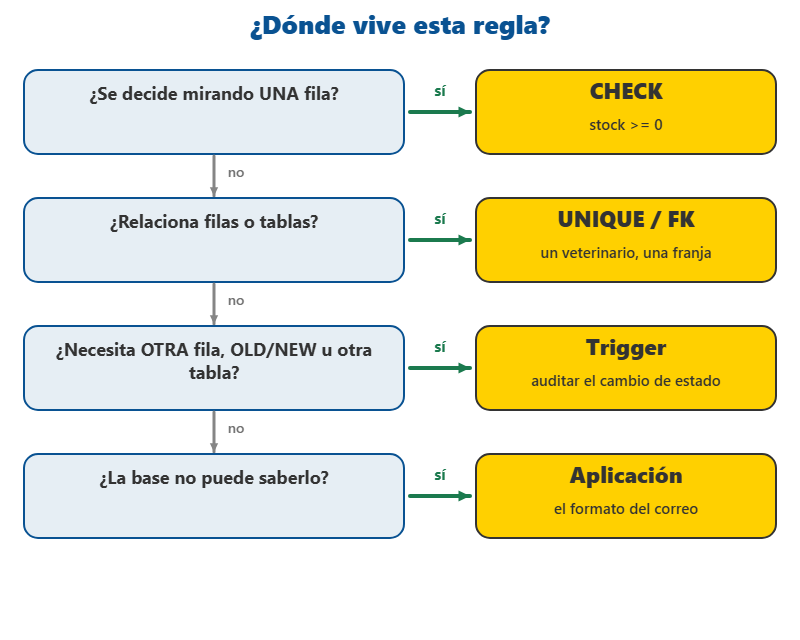 ¿Dónde vive esta regla?
¿Se decide mirando UNA fila?
sí
CHECK
stock >= 0
no
¿Relaciona filas o tablas?
sí
UNIQUE / FK
un veterinario, una franja
no
¿Necesita OTRA fila, OLD/NEW u otra
tabla?
sí
Trigger
auditar el cambio de estado
no
¿La base no puede saberlo?
sí
Aplicación
el formato del correo